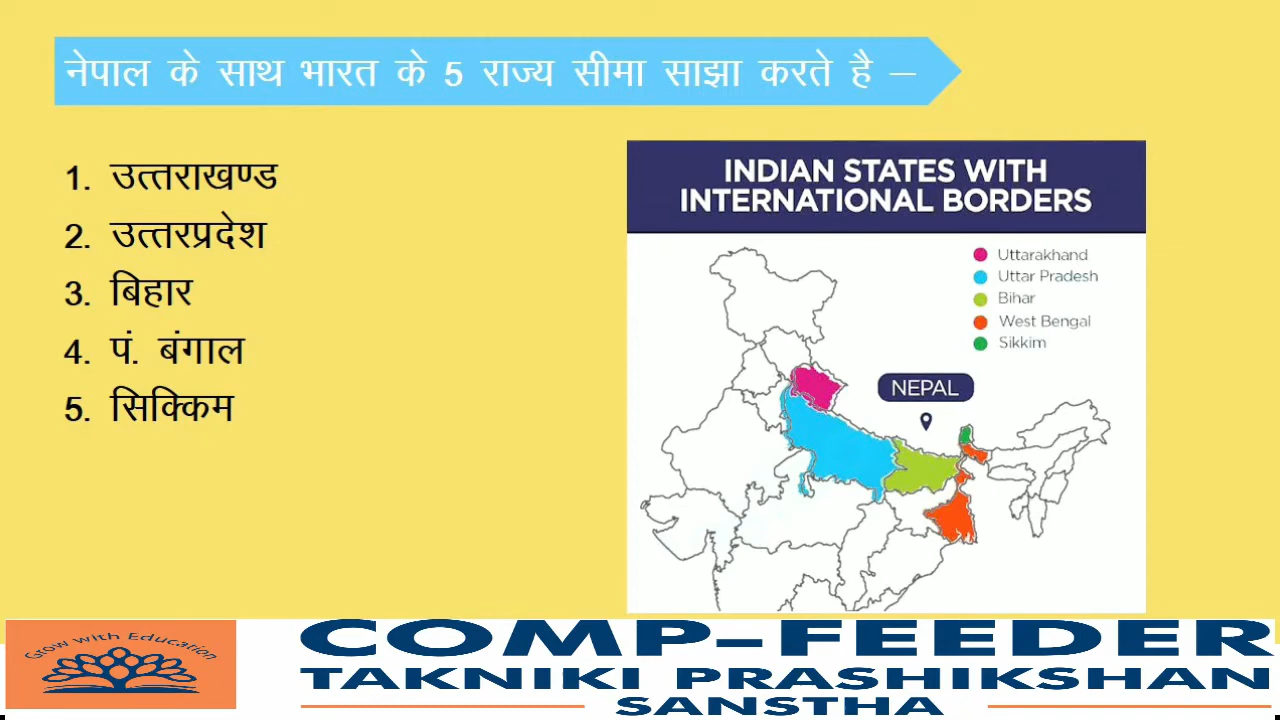 नेपाल के साथ भारत के 5 राज्य सीमा साझा करते है –
1. उत्तराखण्ड
2. उत्तरप्रदेश
3. बिहार
4. पं. बंगाल
5. सिक्किम
INDIAN STATES WITH
INTERNATIONAL BORDERS
Uttarakhand
Uttar Pradesh
Bihar
West Bengal
Sikkim
NEPAL
Grow with Education
COMP-FEEDER
TAKNIKI PRASHIKSHAN
SANSTHA